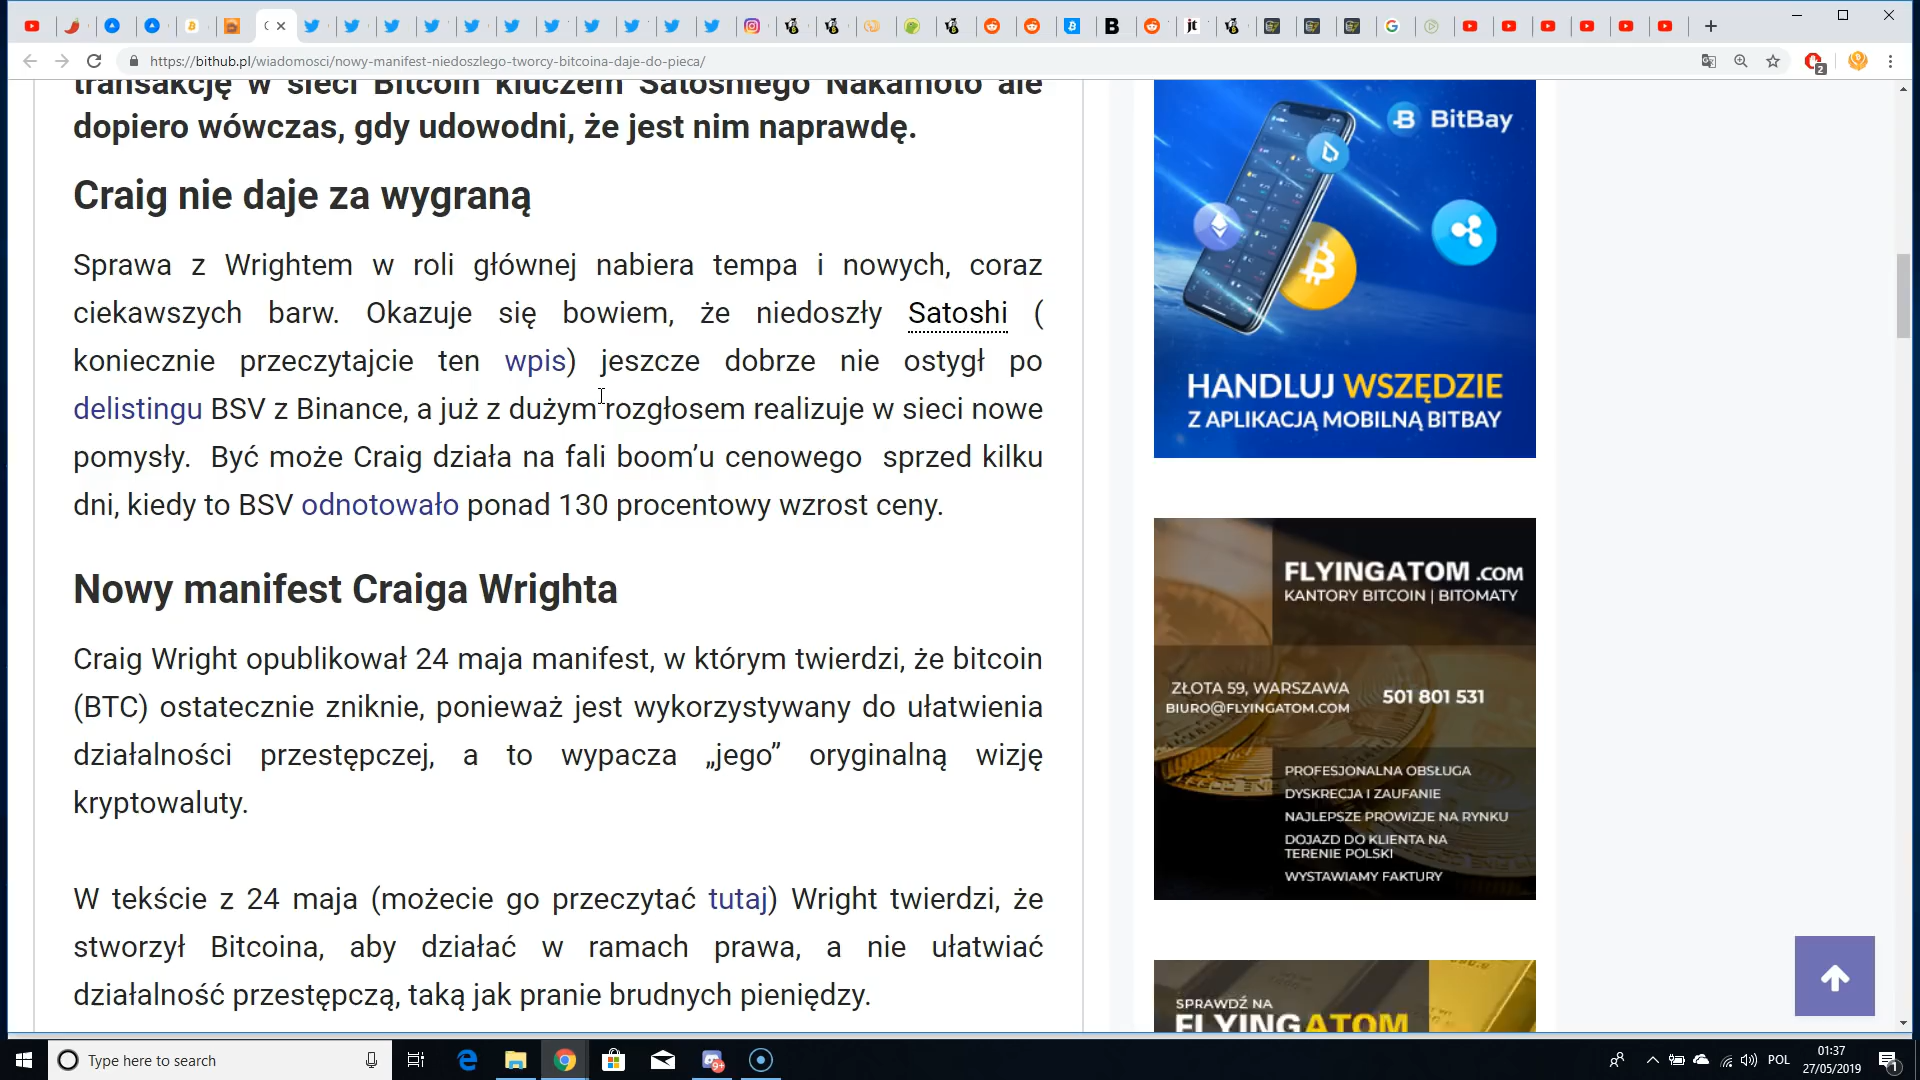 https://bithub.pl/wiadomosci/nowy-manifest-niedoszlego-tworcy-bitcoina-daje-do-pieca/
transakcję w sieci Bitcoin kluczem Satoshiego Nakamoto ale
dopiero wówczas, gdy udowodni, że jest nim naprawdę.
Craig nie daje za wygraną
Sprawa z Wrightem w roli głównej nabiera tempa i nowych, coraz
ciekawszych barw. Okazuje się bowiem, że niedoszły Satoshi (
koniecznie przeczytajcie ten wpis) jeszcze dobrze nie ostygł po
delistingu BSV z Binance, a już z dużym rozgłosem realizuje w sieci nowe
pomysły. Być może Craig działa na fali boom’u cenowego sprzed kilku
dni, kiedy to BSV odnotowało ponad 130 procentowy wzrost ceny.
Nowy manifest Craiga Wrighta
Craig Wright opublikował 24 maja manifest, w którym twierdzi, że bitcoin
(BTC) ostatecznie zniknie, ponieważ jest wykorzystywany do ułatwienia
działalności przestępczej, a to wypacza „jego” oryginalną wizję
kryptowaluty.
W tekście z 24 maja (możecie go przeczytać tutaj) Wright twierdzi, że
stworzył Bitcoina, aby działać w ramach prawa, a nie ułatwiać
działalność przestępczą, taką jak pranie brudnych pieniędzy.
BitBay
HANDLUJ WSZĘDZIE
Z APLIKACJĄ MOBILNĄ BITBAY
FLYINGATOM.COM
KANTORY BITCOIN | BITOMATY
ZŁOTA 59, WARSZAWA
BIURO@FLYINGATOM.COM
501 801 531
PROFESJONALNA OBSŁUGA
DYSKRECJA I ZAUFANIE
NAJLEPSZE PROWIZJE NA RYNKU
DOJAZD DO KLIENTA NA
TERENIE POLSKI
WYSTAWIAMY FAKTURY
SPRAWDŹ NA
FLYINGATOM
Type here to search
POL
01:37
27/05/2019